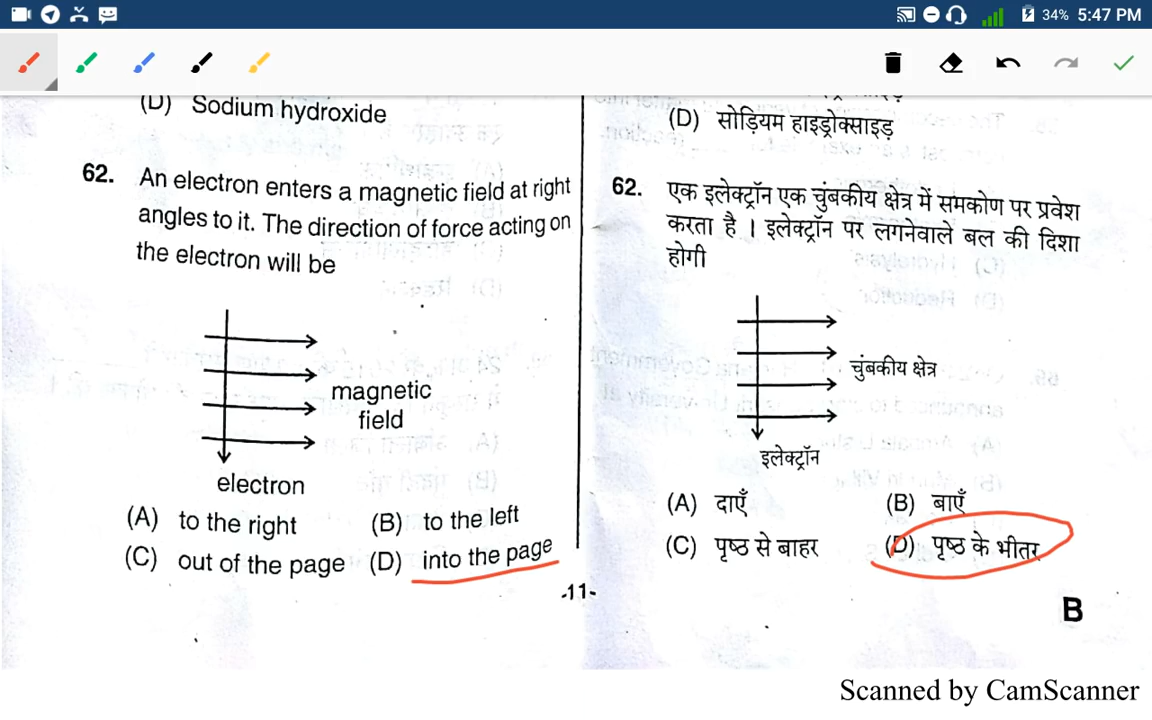 34% 5:47 PM
(D) Sodium hydroxide
62. An electron enters a magnetic field at right
angles to it. The direction of force acting on
the electron will be
magnetic
field
electron
(A) to the right (B) to the left
(C) out of the page (D) into the page
(D) सोडियम हाइड्रोक्साइड़
62. एक इलेक्ट्रॉन एक चुंबकीय क्षेत्र में समकोण पर प्रवेश
करता है । इलेक्ट्रॉन पर लगनेवाले बल की दिशा
होगी
चुंबकीय क्षेत्र
इलेक्ट्रॉन
(A) दाएँ (B) बाएँ
(C) पृष्ठ से बाहर (D) पृष्ठ के भीतर
-11-
B
Scanned by CamScanner